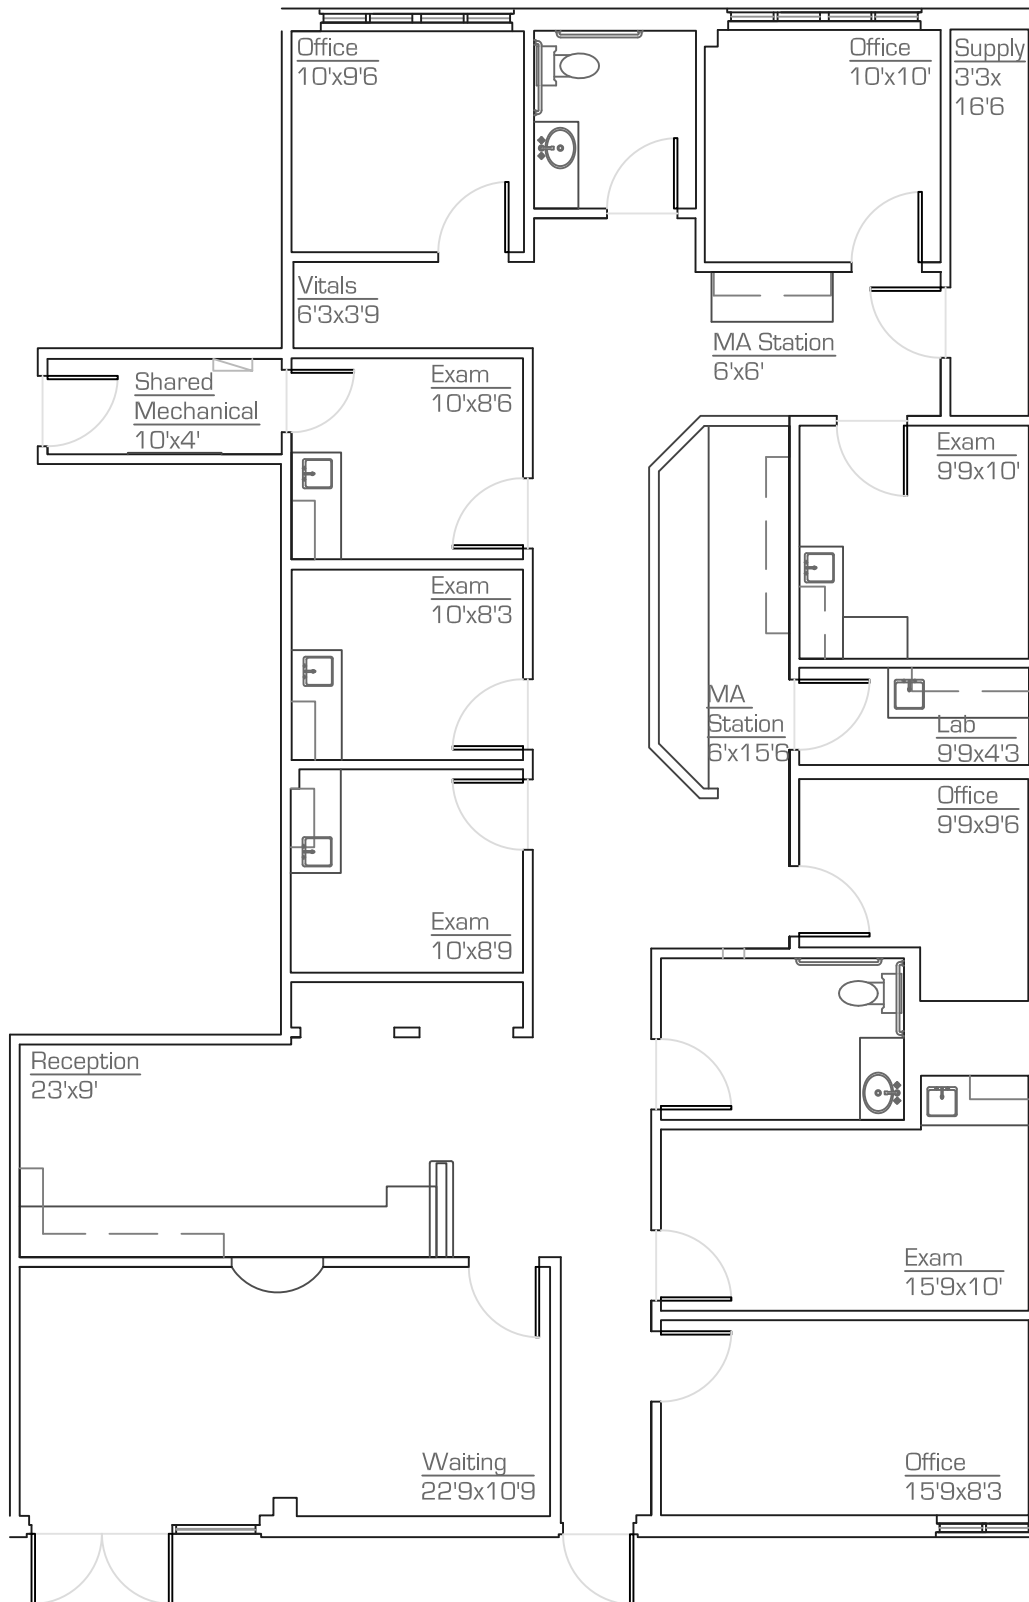 Office
10'x9'6
Office
10'x10'
Supply
3'3x
16'6
Vitals
6'3x3'9
MA Station
6'x6'
Shared
Mechanical
10'x4'
Exam
10'x8'6
Exam
9'9x10'
Exam
10'x8'3
MA
Station
6'x15'6
Lab
9'9x4'3
Office
9'9x9'6
Exam
10'x8'9
Reception
23'x9'
Exam
15'9x10'
Waiting
22'9x10'9
Office
15'9x8'3